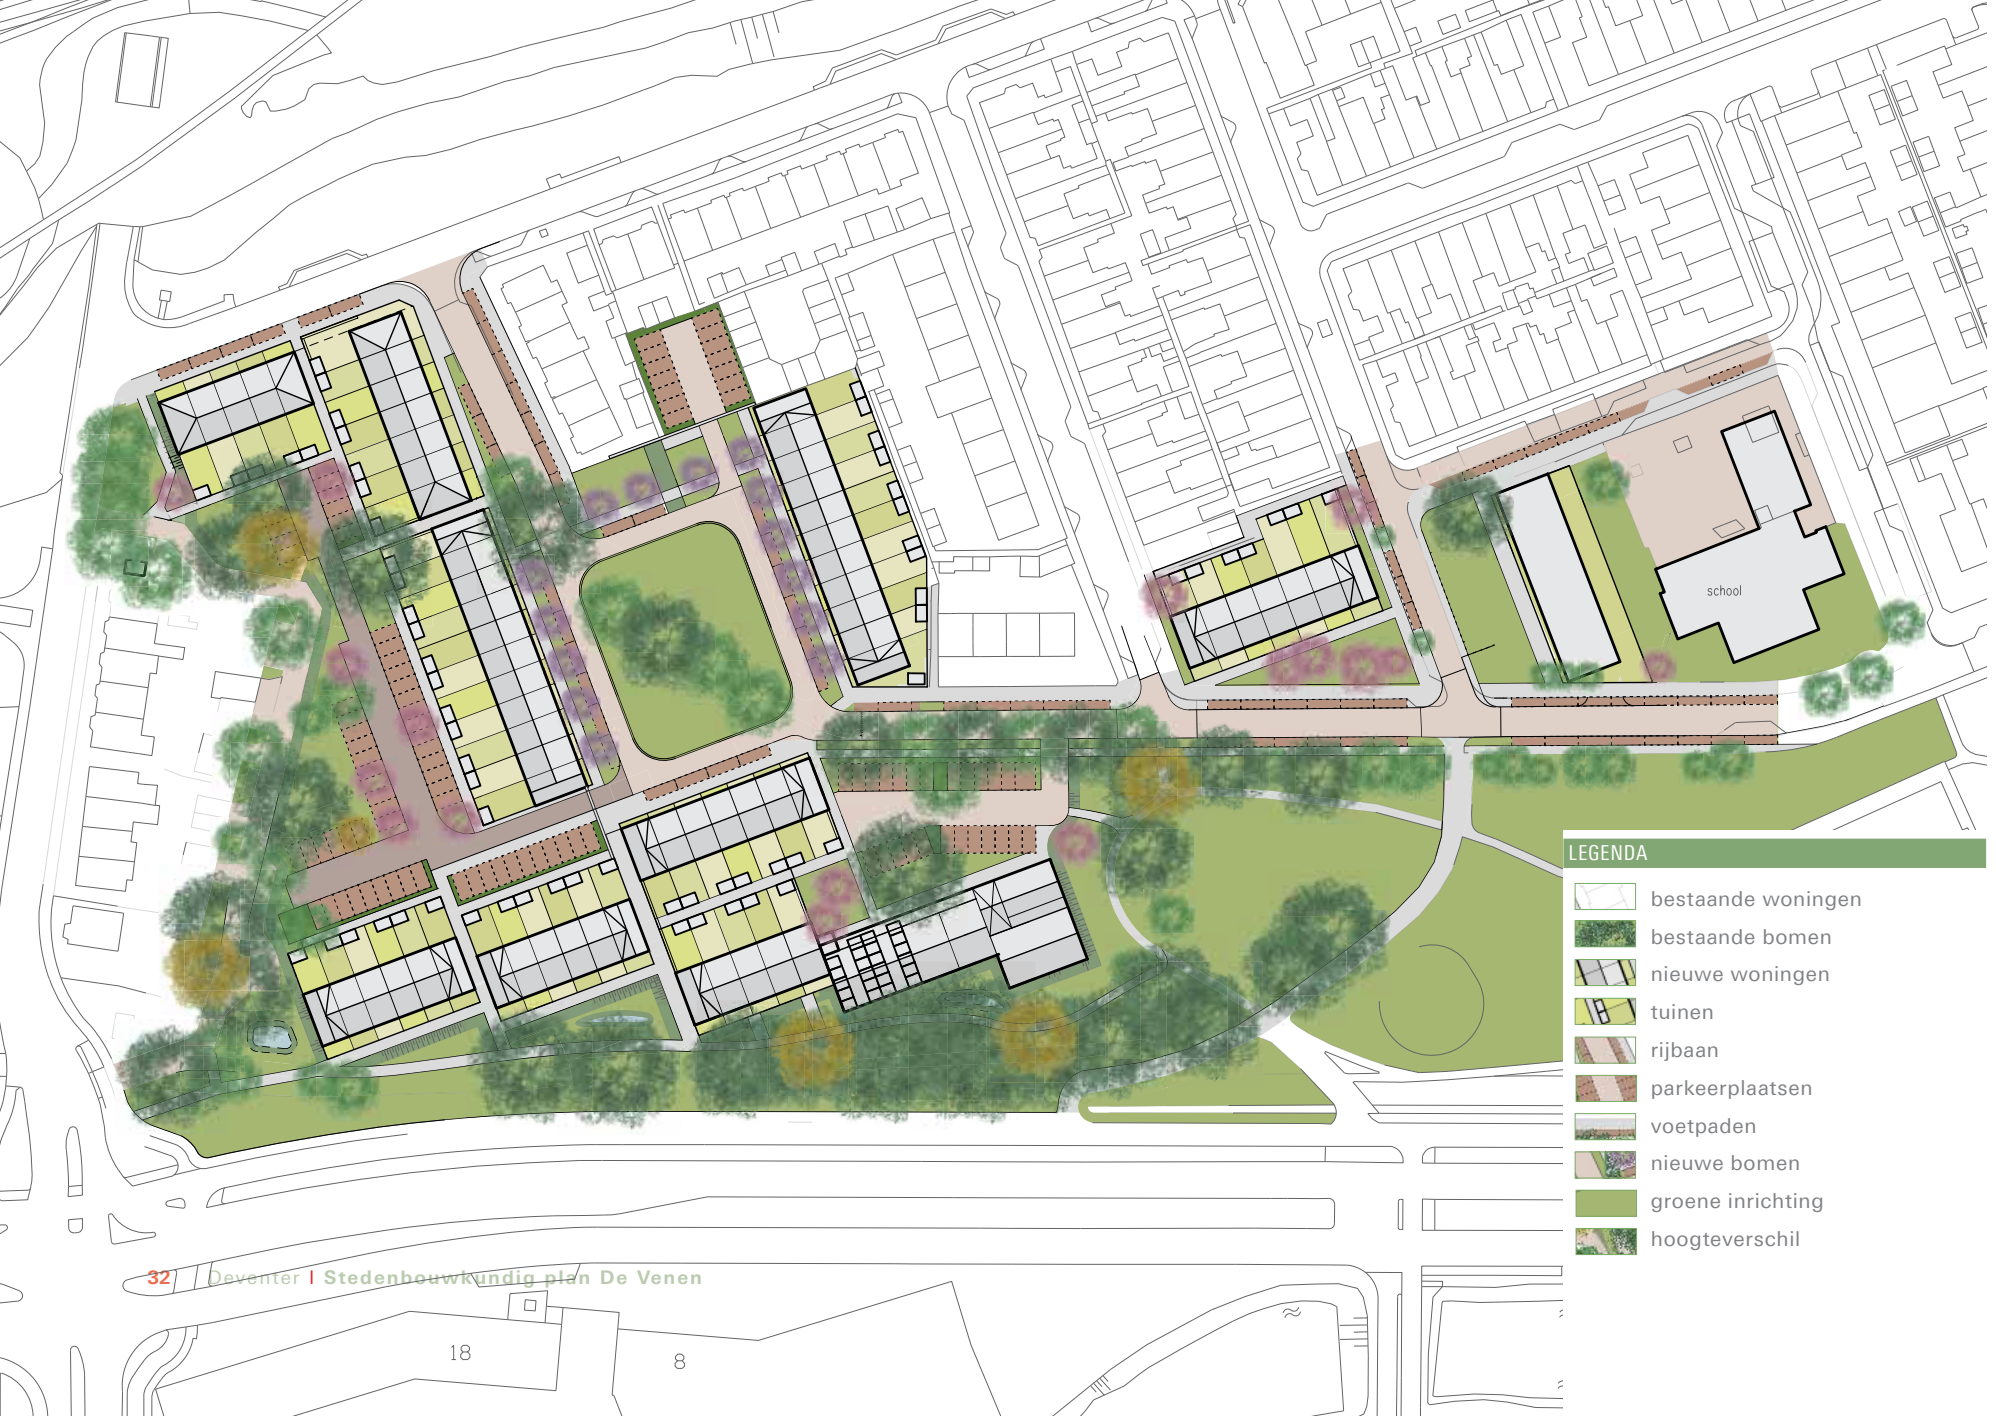 school
LEGENDA
bestaande woningen
bestaande bomen
nieuwe woningen
tuinen
rijbaan
parkeerplaatsen
voetpaden
nieuwe bomen
groene inrichting
hoogteverschil
32 Deventer | Stedenbouwkundig plan De Venen
18
8